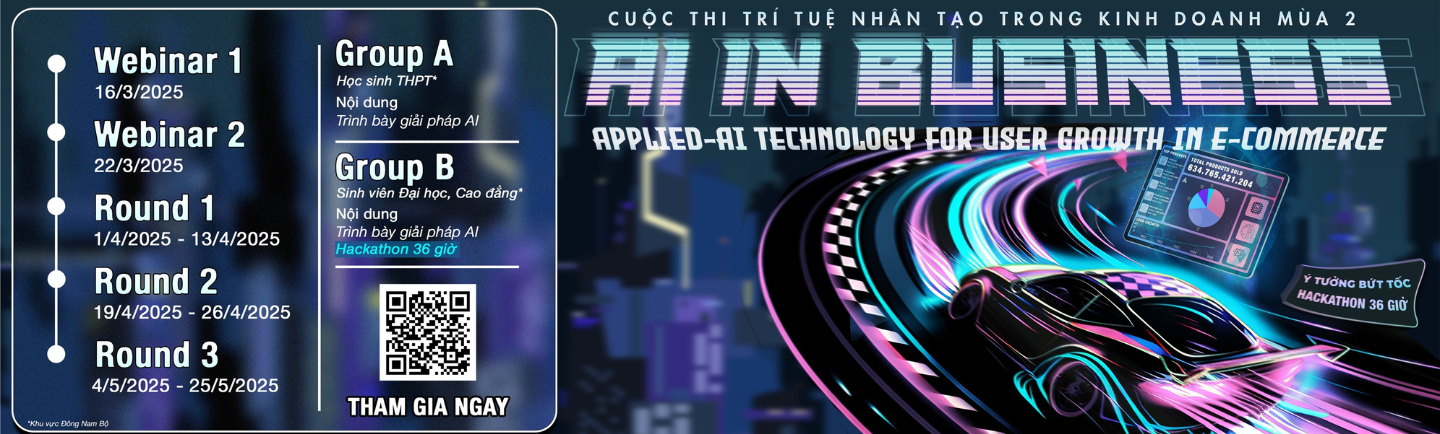 Webinar 1
16/3/2025
Webinar 2
22/3/2025
Round 1
1/4/2025 - 13/4/2025
Round 2
19/4/2025 - 26/4/2025
Round 3
4/5/2025 - 25/5/2025
*Khu vực Đông Nam Bộ
Group A
Học sinh THPT*
Nội dung
Trình bày giải pháp AI
Group B
Sinh viên Đại học, Cao đẳng*
Nội dung
Trình bày giải pháp AI
Hackathon 36 giờ
THAM GIA NGAY
CUỘC THI TRÍ TUỆ NHÂN TẠO TRONG KINH DOANH MÙA 2
AI IN BUSINESS
APPLIED-AI TECHNOLOGY FOR USER GROWTH IN E-COMMERCE
TOTAL PRODUCTS SOLD
634.765.421.204
Ý TƯỞNG BỨT TỐC
HACKATHON 36 GIỜ